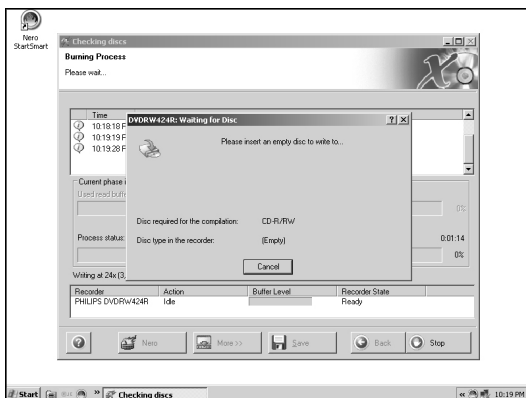 Nero
StartSmart
Checking discs
Burning Process
Please wait...
Time
10:18:18 F
10:19:19 F
10:19:28 F
DVDRW424R: Waiting for Disc
Please insert an empty disc to write to...
Disc required for the compilation: CD-R/RW
Disc type in the recorder: (Empty)
Cancel
Current phase i
Used read buffe
0%
Process status: 0:01:14
0%
Writing at 24x (3,
Recorder Action Buffer Level Recorder State
PHILIPS DVDRW424R Idle Ready
Nero More >> Save Back Stop
Start » Checking discs « 10:19 PM